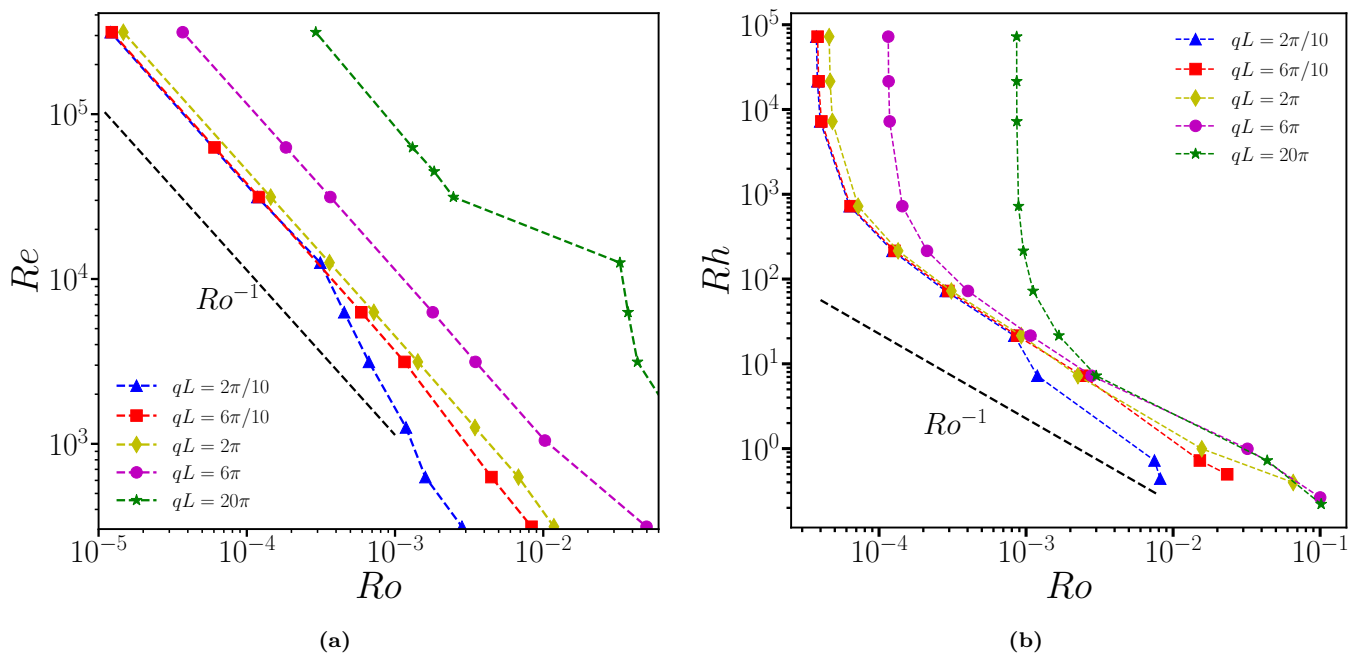 Re
10^5
10^4
10^3
Ro^{-1}
qL = 2π/10
qL = 6π/10
qL = 2π
qL = 6π
qL = 20π
10^{-5}
10^{-4}
10^{-3}
10^{-2}
Ro
(a)
Rh
10^5
10^4
10^3
10^2
10^1
10^0
qL = 2π/10
qL = 6π/10
qL = 2π
qL = 6π
qL = 20π
Ro^{-1}
10^{-4}
10^{-3}
10^{-2}
10^{-1}
Ro
(b)